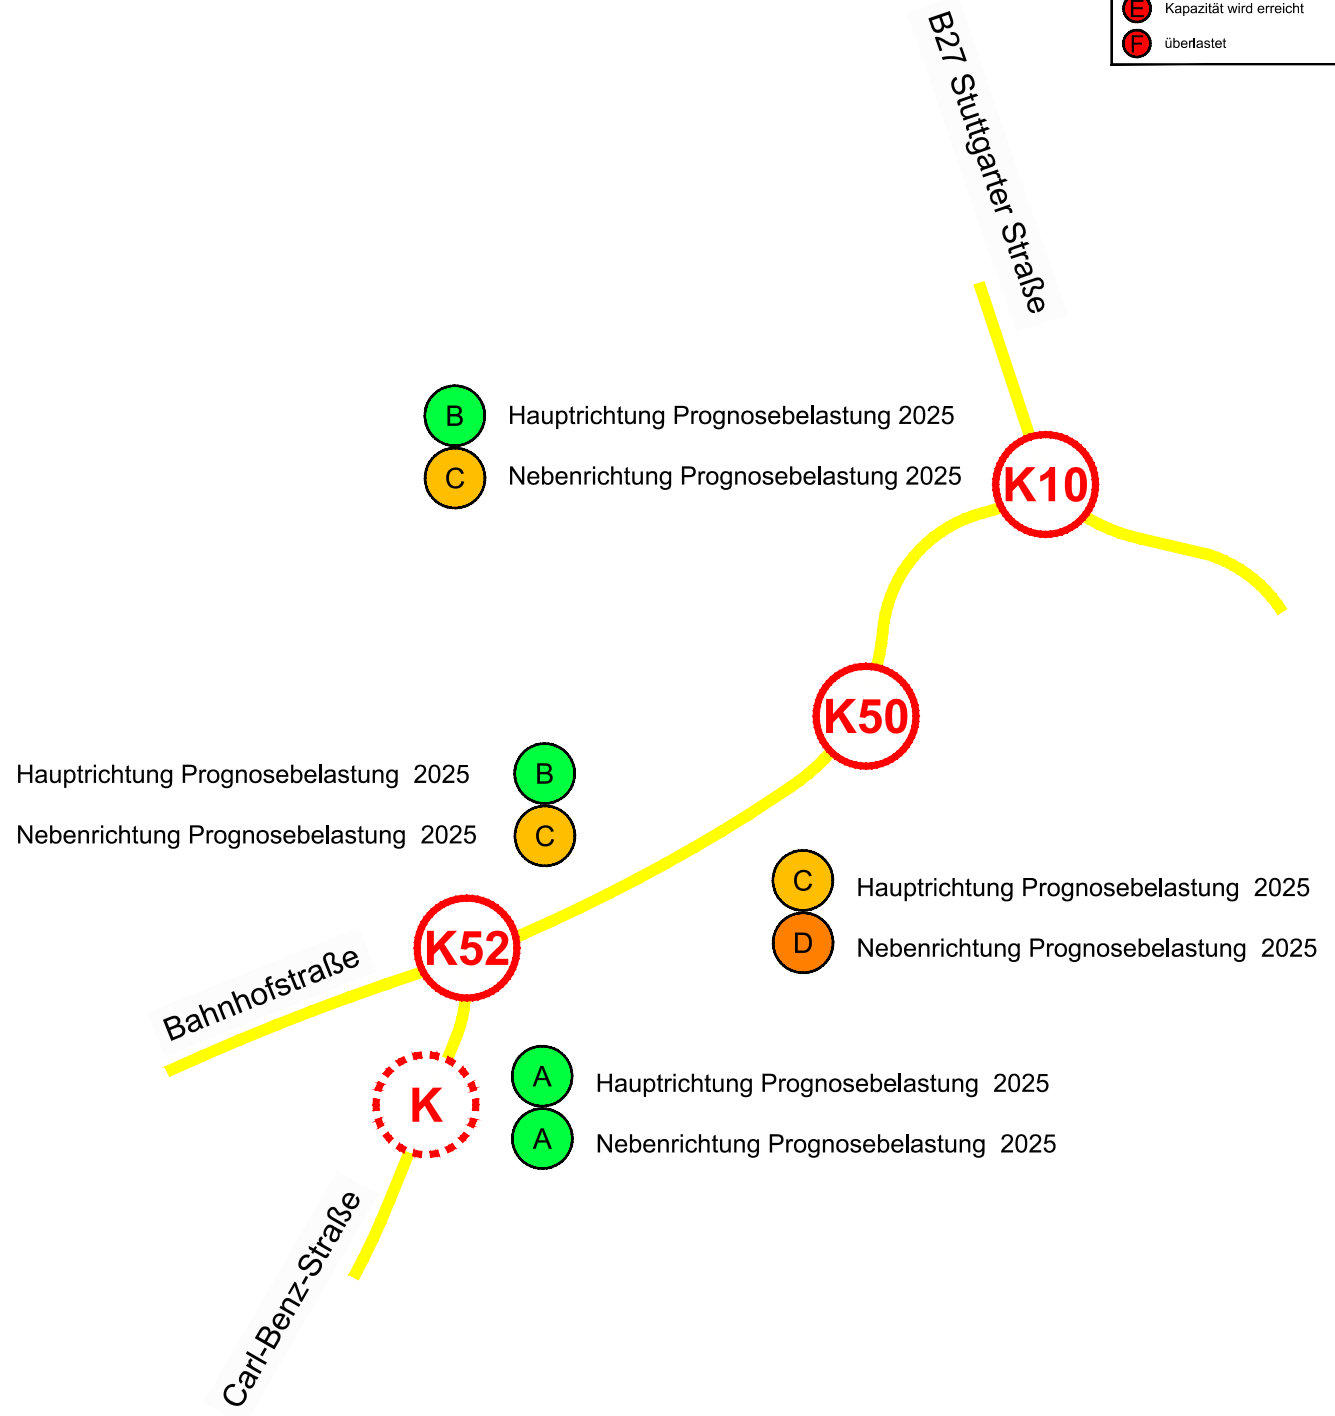 E Kapazität wird erreicht
F überlastet
B27 Stuttgarter Straße
B Hauptrichtung Prognosebelastung 2025
C Nebenrichtung Prognosebelastung 2025
K10
K50
Hauptrichtung Prognosebelastung 2025 B
Nebenrichtung Prognosebelastung 2025 C
C Hauptrichtung Prognosebelastung 2025
D Nebenrichtung Prognosebelastung 2025
K52
Bahnhofstraße
K
A Hauptrichtung Prognosebelastung 2025
A Nebenrichtung Prognosebelastung 2025
Carl-Benz-Straße